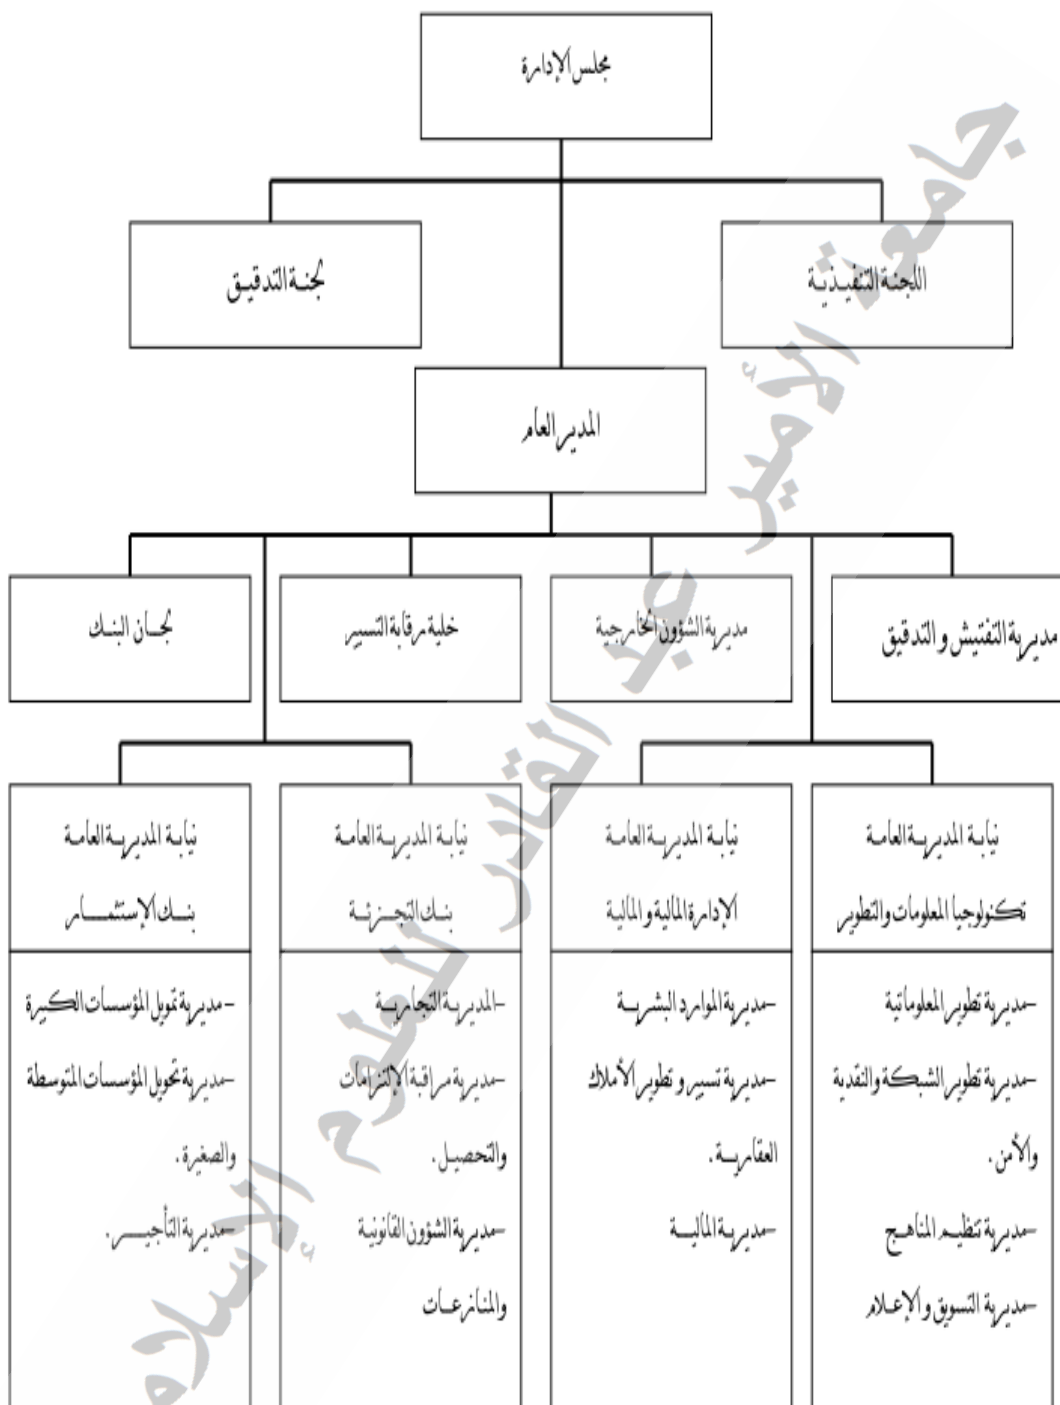 مجلس الإدارة
اللجنة التنفيذية
لجنة التدقيق
المدير العام
مديرية التفتيش و التدقيق
مديرية الشؤون الخارجية
خلية مرقابة التسيير
لجان البنك
نيابة المديرية العامة
تكنولوجيا المعلومات والتطوير
-مديرية تطوير المعلوماتية
-مديرية تطوير الشبكة والنقدية
والأمن.
-مديرية تنظيم المناهج
-مديرية التسويق و الإعلام
نيابة المديرية العامة
الإدارة المالية و المالية
-مديرية الموارد البشرية
-مديرية تسيير و تطوير الأملاك
العقارية.
-مديرية المالية
نيابة المديرية العامة
بنك التجزئة
-المديرية التجارية
-مديرية مراقبة الإلتزامات
والتحصيل.
-مديرية الشؤون القانونية
والمنازعات
نيابة المديرية العامة
بنك الإستثمار
-مديرية تمويل المؤسسات الكبيرة
-مديرية تحويل المؤسسات المتوسطة
والصغيرة.
-مديرية التأجير.
جامعة الأمير عبد القادر للعلوم الإسلام